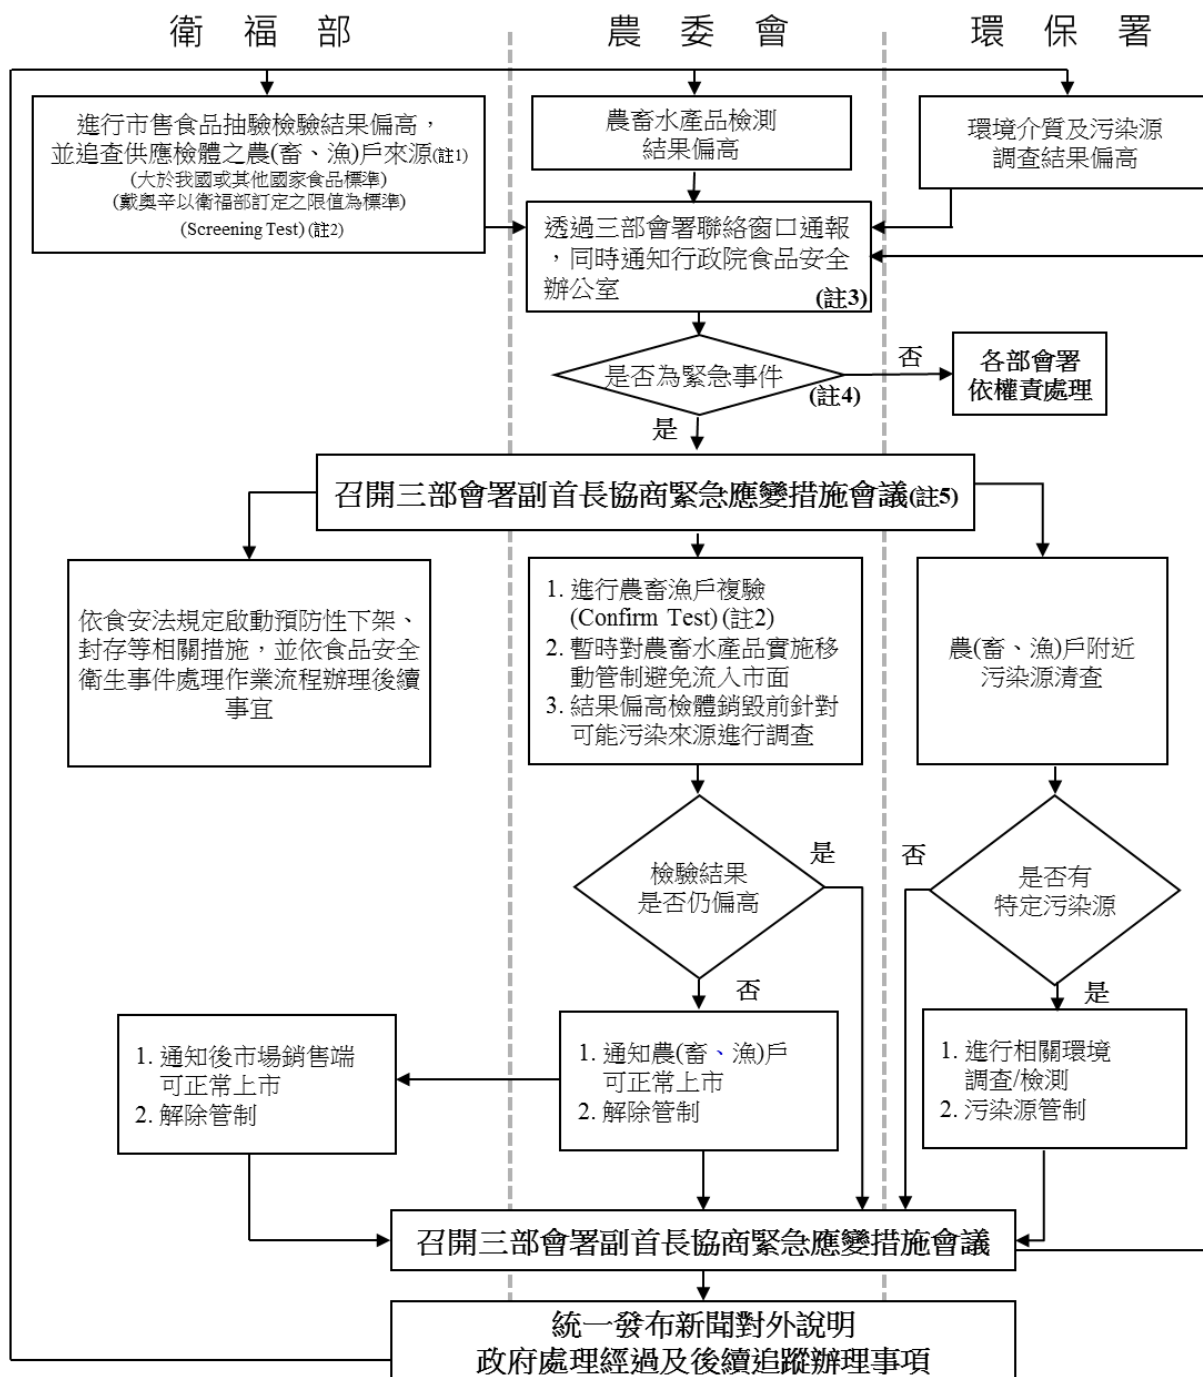 衛 福 部
農 委 會
環 保 署
進行市售食品抽驗檢驗結果偏高，
並追查供應檢體之農(畜、漁)戶來源(註1)
(大於我國或其他國家食品標準)
(戴奧辛以衛福部訂定之限值為標準)
(Screening Test) (註2)
農畜水產品檢測
結果偏高
環境介質及污染源
調查結果偏高
透過三部會署聯絡窗口通報
，同時通知行政院食品安全
辦公室
(註3)
是否為緊急事件
(註4)
否
各部會署
依權責處理
是
召開三部會署副首長協商緊急應變措施會議(註5)
依食安法規定啟動預防性下架、
封存等相關措施，並依食品安全
衛生事件處理作業流程辦理後續
事宜
1. 進行農畜漁戶複驗
(Confirm Test) (註2)
2. 暫時對農畜水產品實施移
動管制避免流入市面
3. 結果偏高檢體銷毀前針對
可能污染來源進行調查
農(畜、漁)戶附近
污染源清查
檢驗結果
是否仍偏高
是
否
否
是否有
特定污染源
是
1. 通知後市場銷售端
可正常上市
2. 解除管制
1. 通知農(畜、漁)戶
可正常上市
2. 解除管制
1. 進行相關環境
調查/檢測
2. 污染源管制
召開三部會署副首長協商緊急應變措施會議
統一發布新聞對外說明
政府處理經過及後續追蹤辦理事項